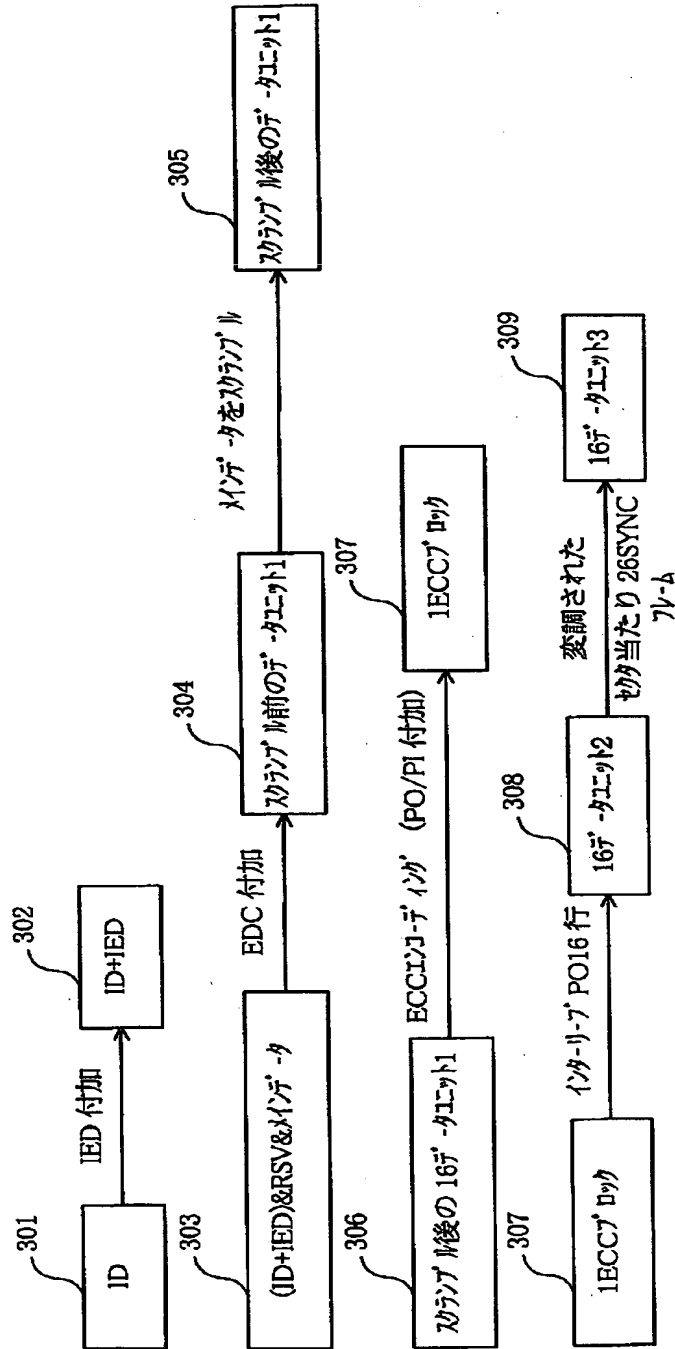 301
ID
IED 付加
302
ID+IED
303
(ID+IED)&RSV&メインデータ
EDC 付加
304
スクランブル前のデータユニット1
メインデータをスクランブル
305
スクランブル後のデータユニット1
306
スクランブル後の 16データユニット1
ECCエンコーディング (PO/PI 付加)
307
1ECCブロック
307
1ECCブロック
インターリーブ PO16 行
308
16データユニット2
変調された
セクタ当たり 26SYNC
フレーム
309
16データユニット3